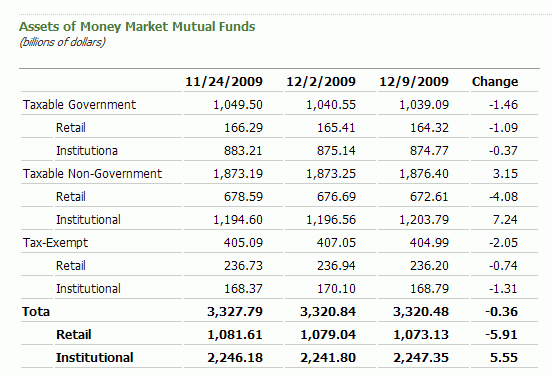 Assets of Money Market Mutual Funds
(billions of dollars)
11/24/2009 12/2/2009 12/9/2009 Change
Taxable Government 1,049.50 1,040.55 1,039.09 -1.46
Retail 166.29 165.41 164.32 -1.09
Institutiona 883.21 875.14 874.77 -0.37
Taxable Non-Government 1,873.19 1,873.25 1,876.40 3.15
Retail 678.59 676.69 672.61 -4.08
Institutional 1,194.60 1,196.56 1,203.79 7.24
Tax-Exempt 405.09 407.05 404.99 -2.05
Retail 236.73 236.94 236.20 -0.74
Institutional 168.37 170.10 168.79 -1.31
Tota 3,327.79 3,320.84 3,320.48 -0.36
Retail 1,081.61 1,079.04 1,073.13 -5.91
Institutional 2,246.18 2,241.80 2,247.35 5.55